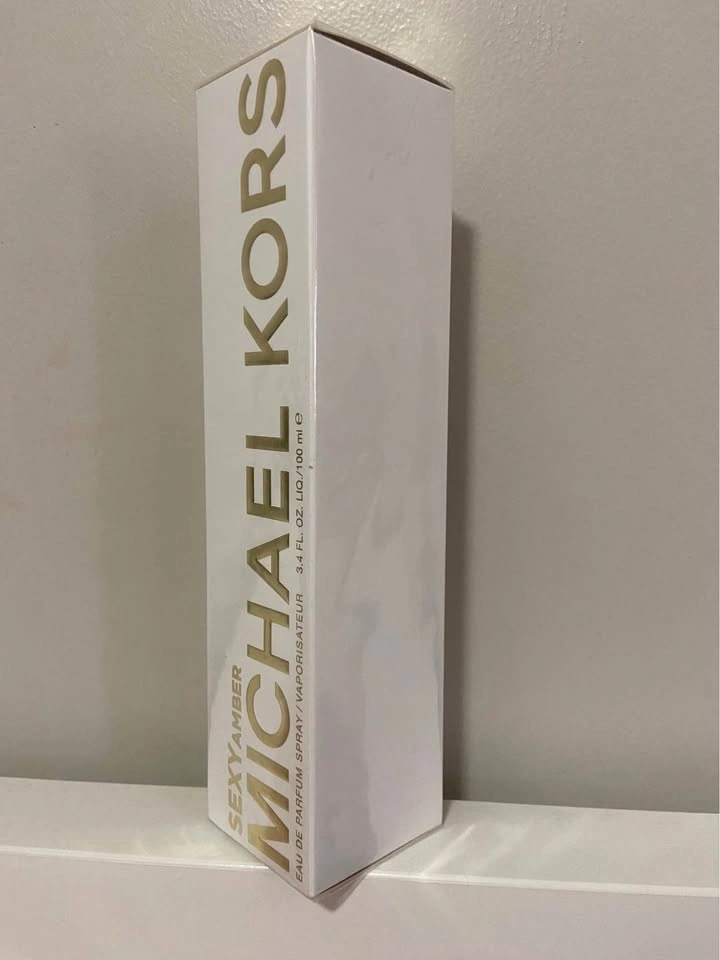 SEXY AMBER
MICHAEL KORS
EAU DE PARFUM SPRAY / VAPORISATEUR 3.4 FL. OZ. LIQ./100 ml ℮